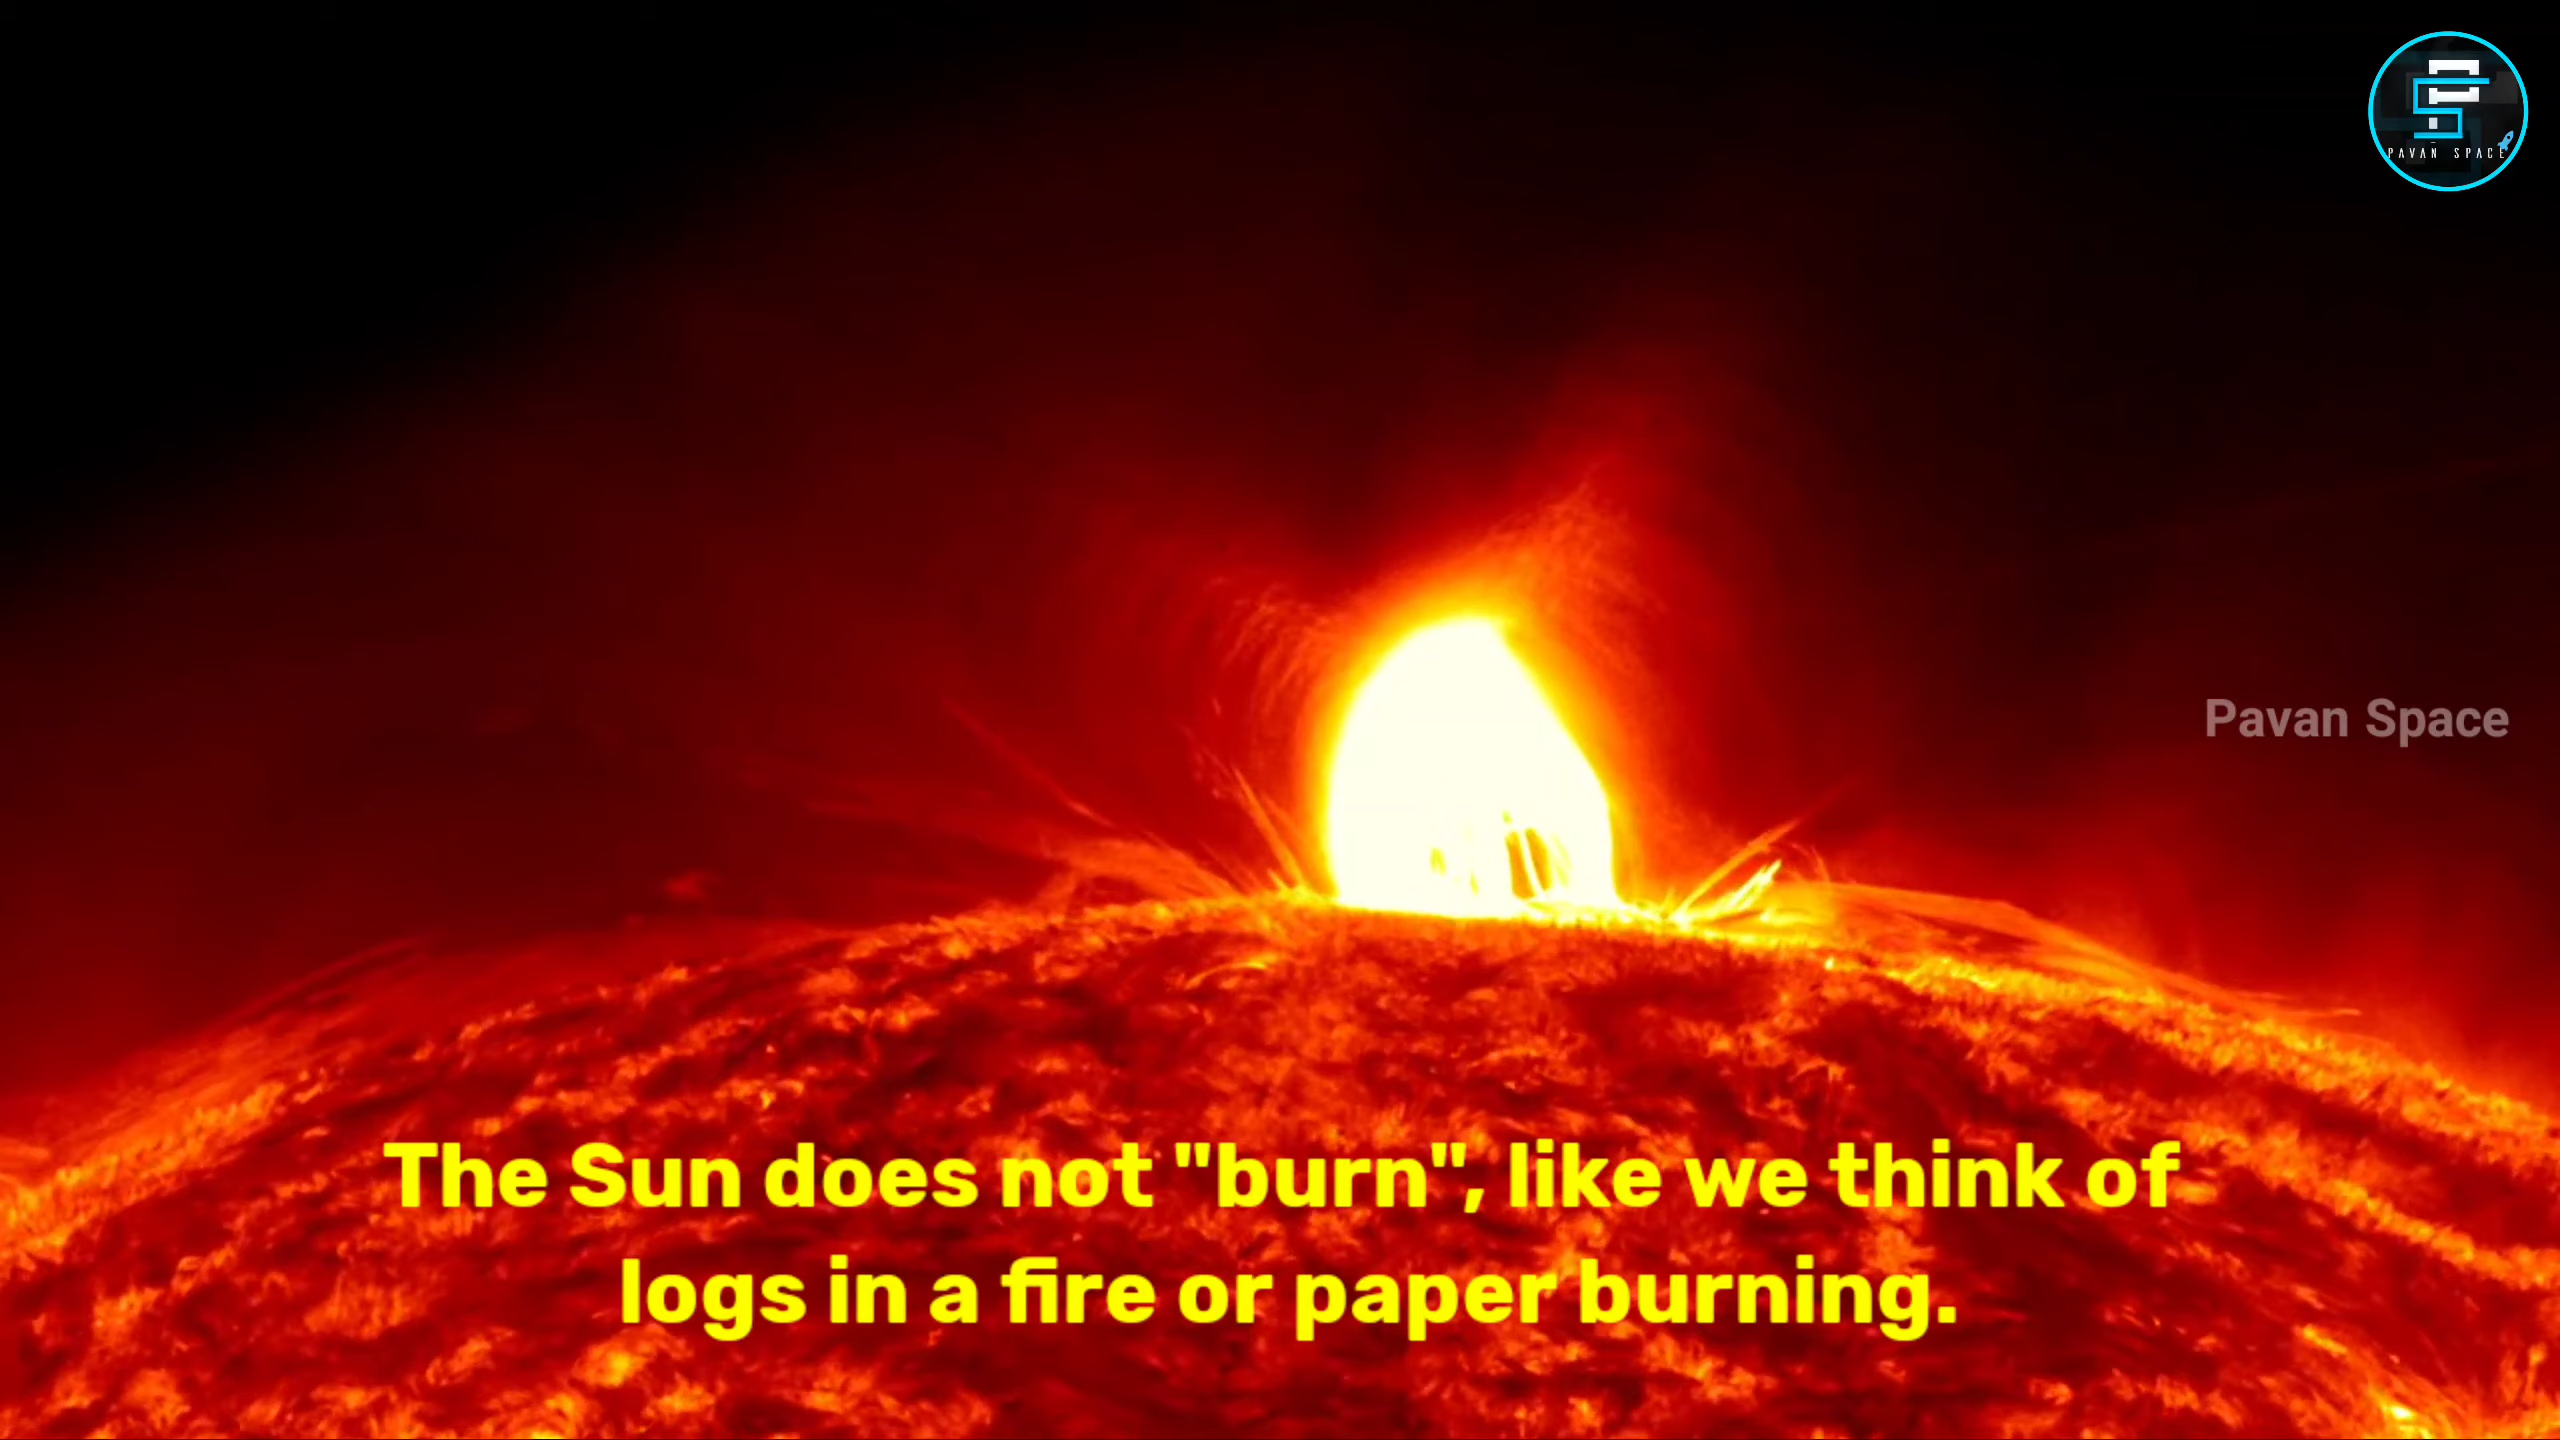 PAVAN SPACE
Pavan Space
The Sun does not "burn", like we think of
logs in a fire or paper burning.